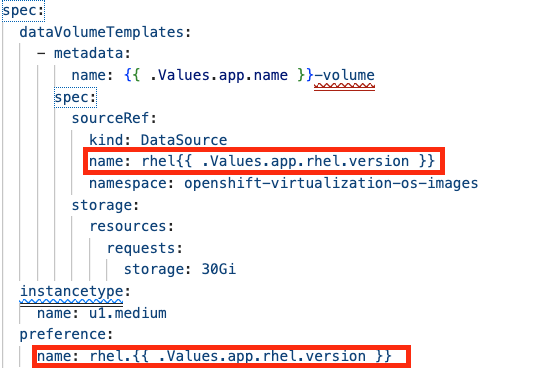 spec:
  dataVolumeTemplates:
    - metadata:
        name: {{ .Values.app.name }}-volume
      spec:
        sourceRef:
          kind: DataSource
          name: rhel{{ .Values.app.rhel.version }}
          namespace: openshift-virtualization-os-images
        storage:
          resources:
            requests:
              storage: 30Gi
  instancetype:
    name: u1.medium
  preference:
    name: rhel.{{ .Values.app.rhel.version }}